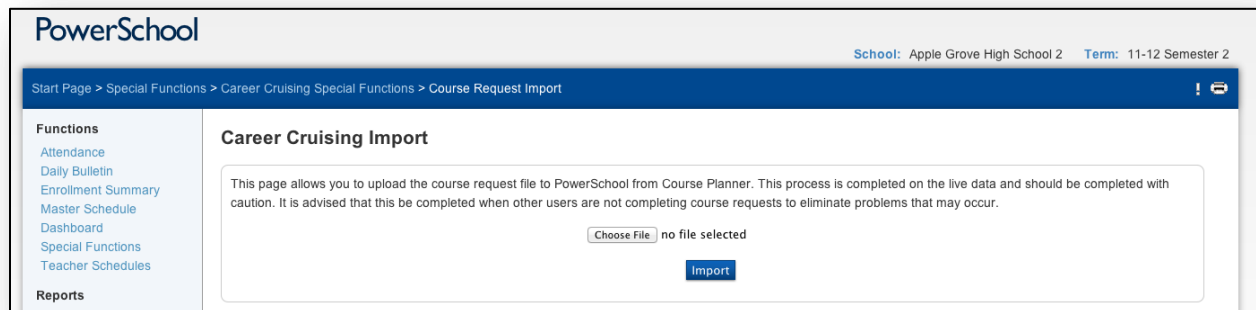 PowerSchool
School: Apple Grove High School 2 Term: 11-12 Semester 2
Start Page > Special Functions > Career Cruising Special Functions > Course Request Import
Functions
Attendance
Daily Bulletin
Enrollment Summary
Master Schedule
Dashboard
Special Functions
Teacher Schedules
Reports
Career Cruising Import
This page allows you to upload the course request file to PowerSchool from Course Planner. This process is completed on the live data and should be completed with
caution. It is advised that this be completed when other users are not completing course requests to eliminate problems that may occur.
Choose File no file selected
Import